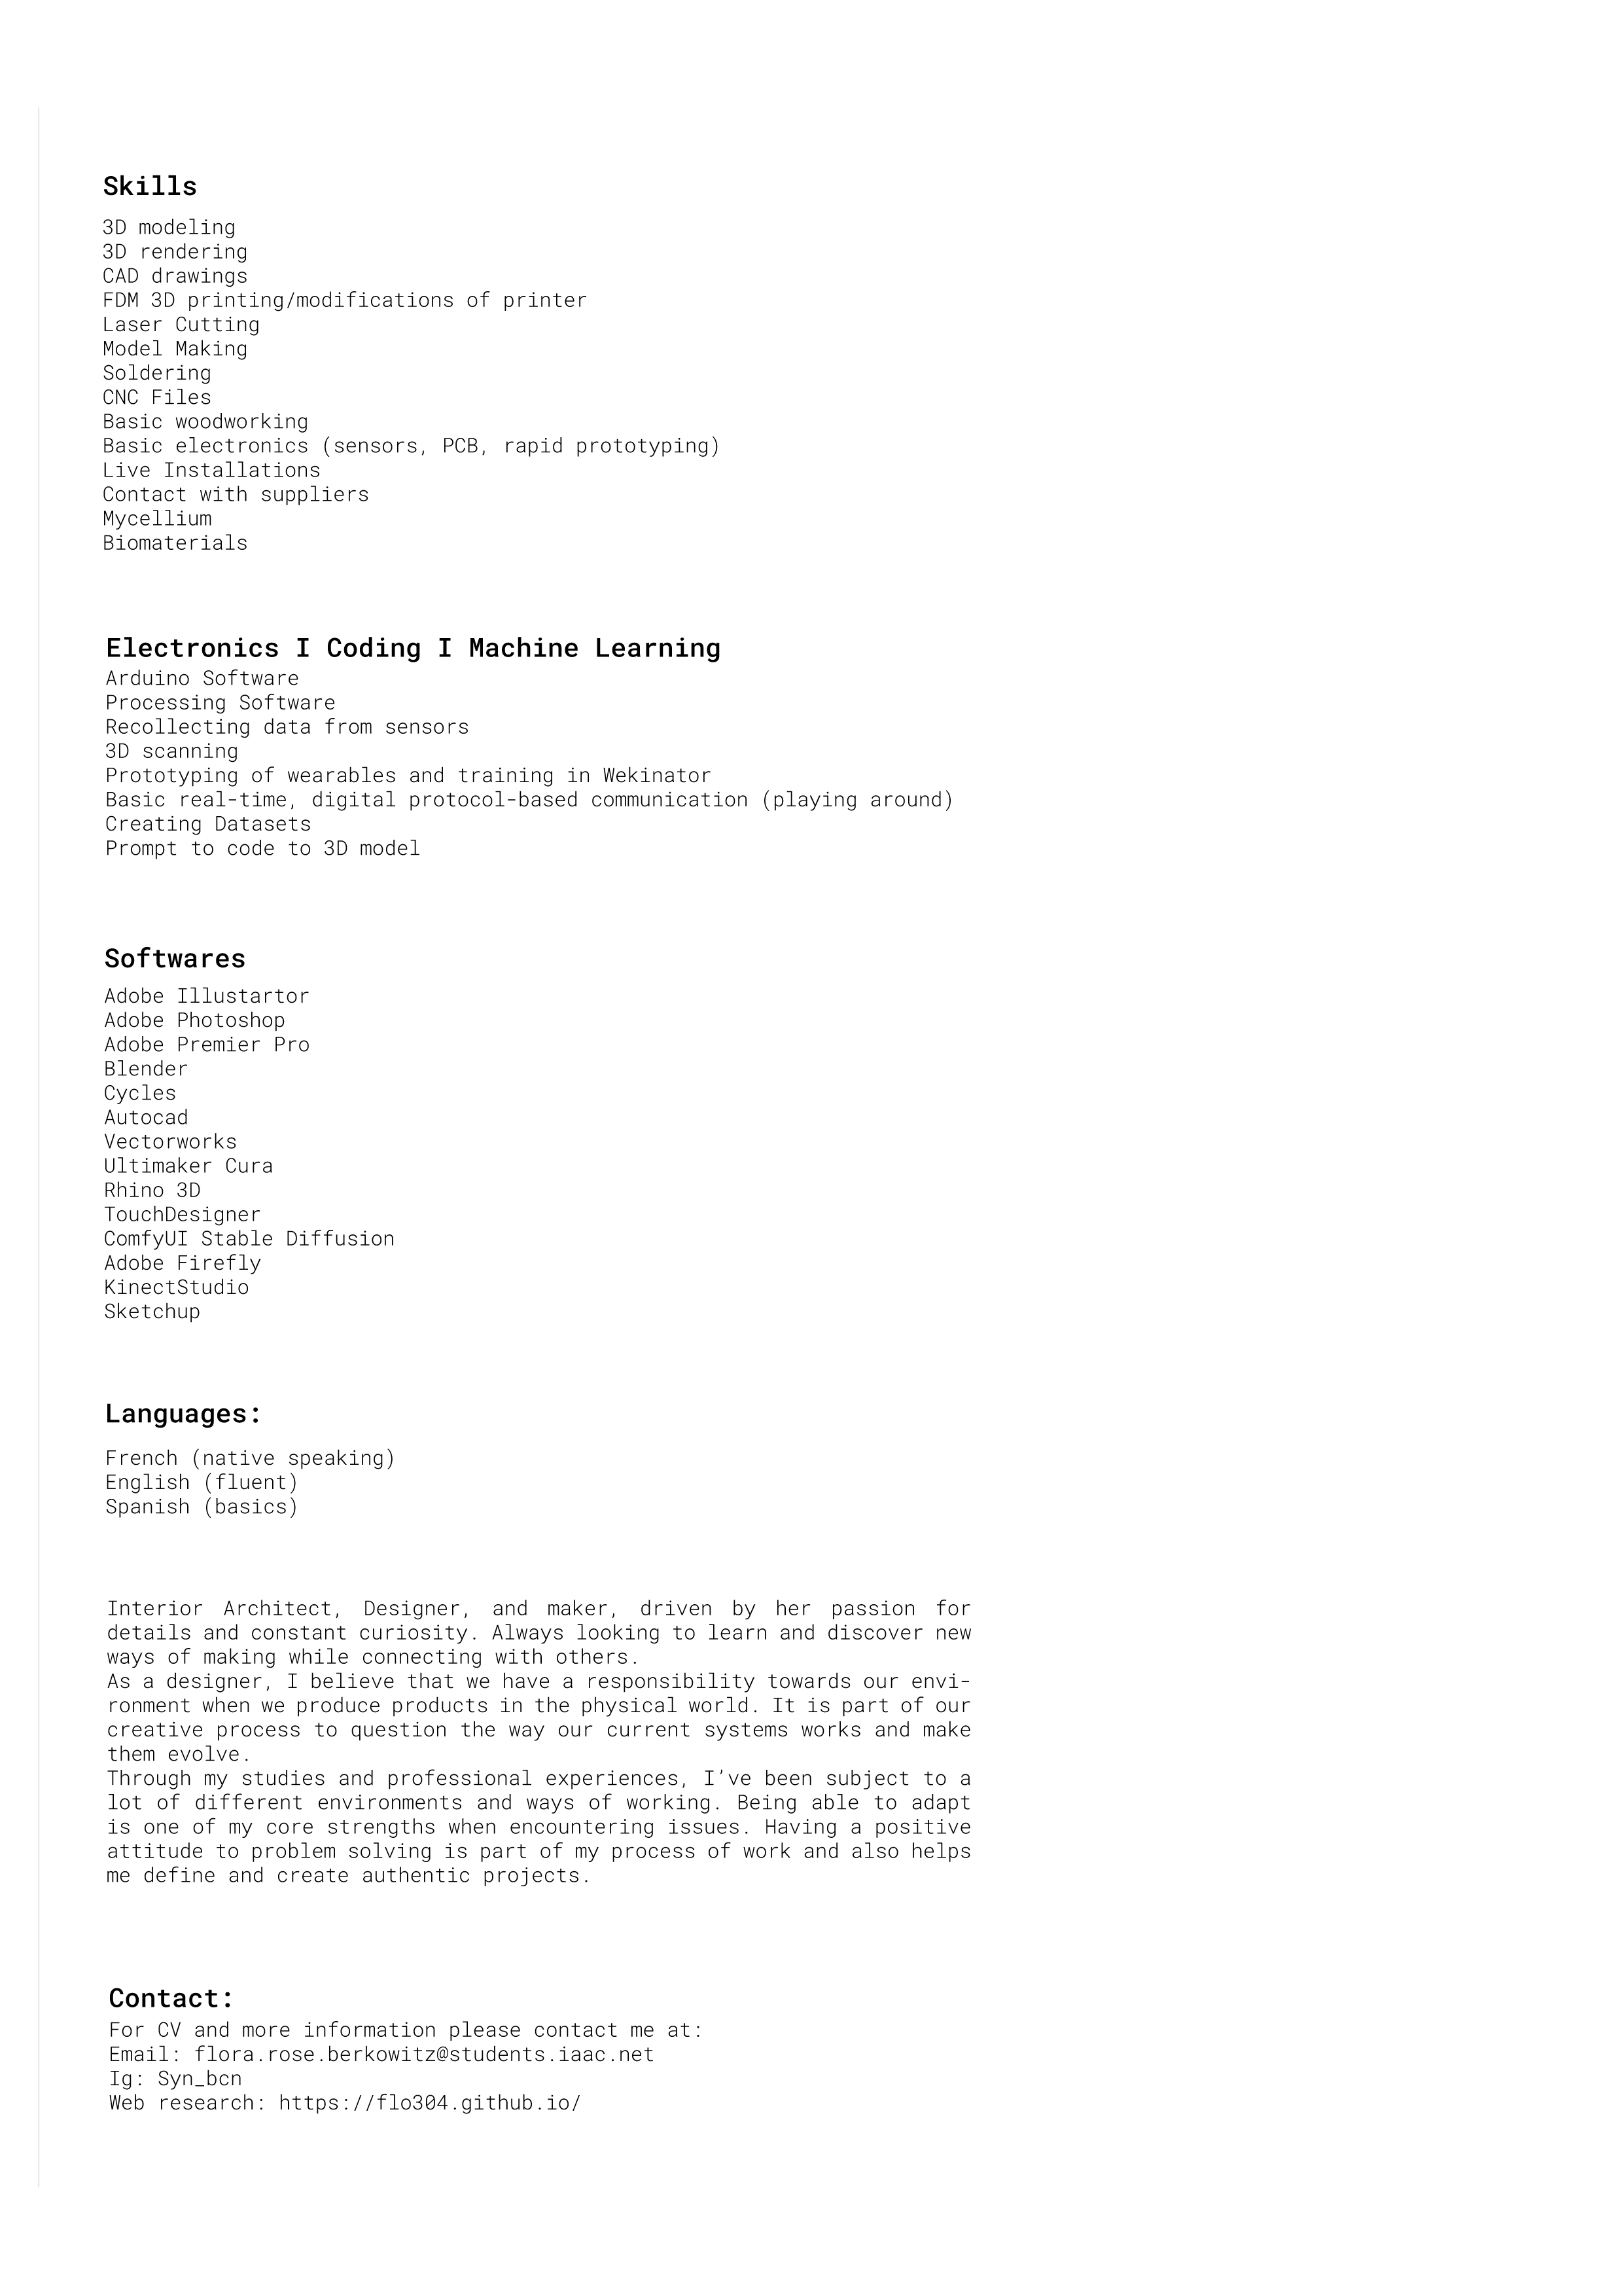 Skills
3D modeling
3D rendering
CAD drawings
FDM 3D printing/modifications of printer
Laser Cutting
Model Making
Soldering
CNC Files
Basic woodworking
Basic electronics (sensors, PCB, rapid prototyping)
Live Installations
Contact with suppliers
Mycellium
Biomaterials
Electronics I Coding I Machine Learning
Arduino Software
Processing Software
Recollecting data from sensors
3D scanning
Prototyping of wearables and training in Wekinator
Basic real-time, digital protocol-based communication (playing around)
Creating Datasets
Prompt to code to 3D model
Softwares
Adobe Illustartor
Adobe Photoshop
Adobe Premier Pro
Blender
Cycles
Autocad
Vectorworks
Ultimaker Cura
Rhino 3D
TouchDesigner
ComfyUI Stable Diffusion
Adobe Firefly
KinectStudio
Sketchup
Languages:
French (native speaking)
English (fluent)
Spanish (basics)
Interior Architect, Designer, and maker, driven by her passion for
details and constant curiosity. Always looking to learn and discover new
ways of making while connecting with others.
As a designer, I believe that we have a responsibility towards our envi-
ronment when we produce products in the physical world. It is part of our
creative process to question the way our current systems works and make
them evolve.
Through my studies and professional experiences, I've been subject to a
lot of different environments and ways of working. Being able to adapt
is one of my core strengths when encountering issues. Having a positive
attitude to problem solving is part of my process of work and also helps
me define and create authentic projects.
Contact:
For CV and more information please contact me at:
Email: flora.rose.berkowitz@students.iaac.net
Ig: Syn_bcn
Web research: https://flo304.github.io/